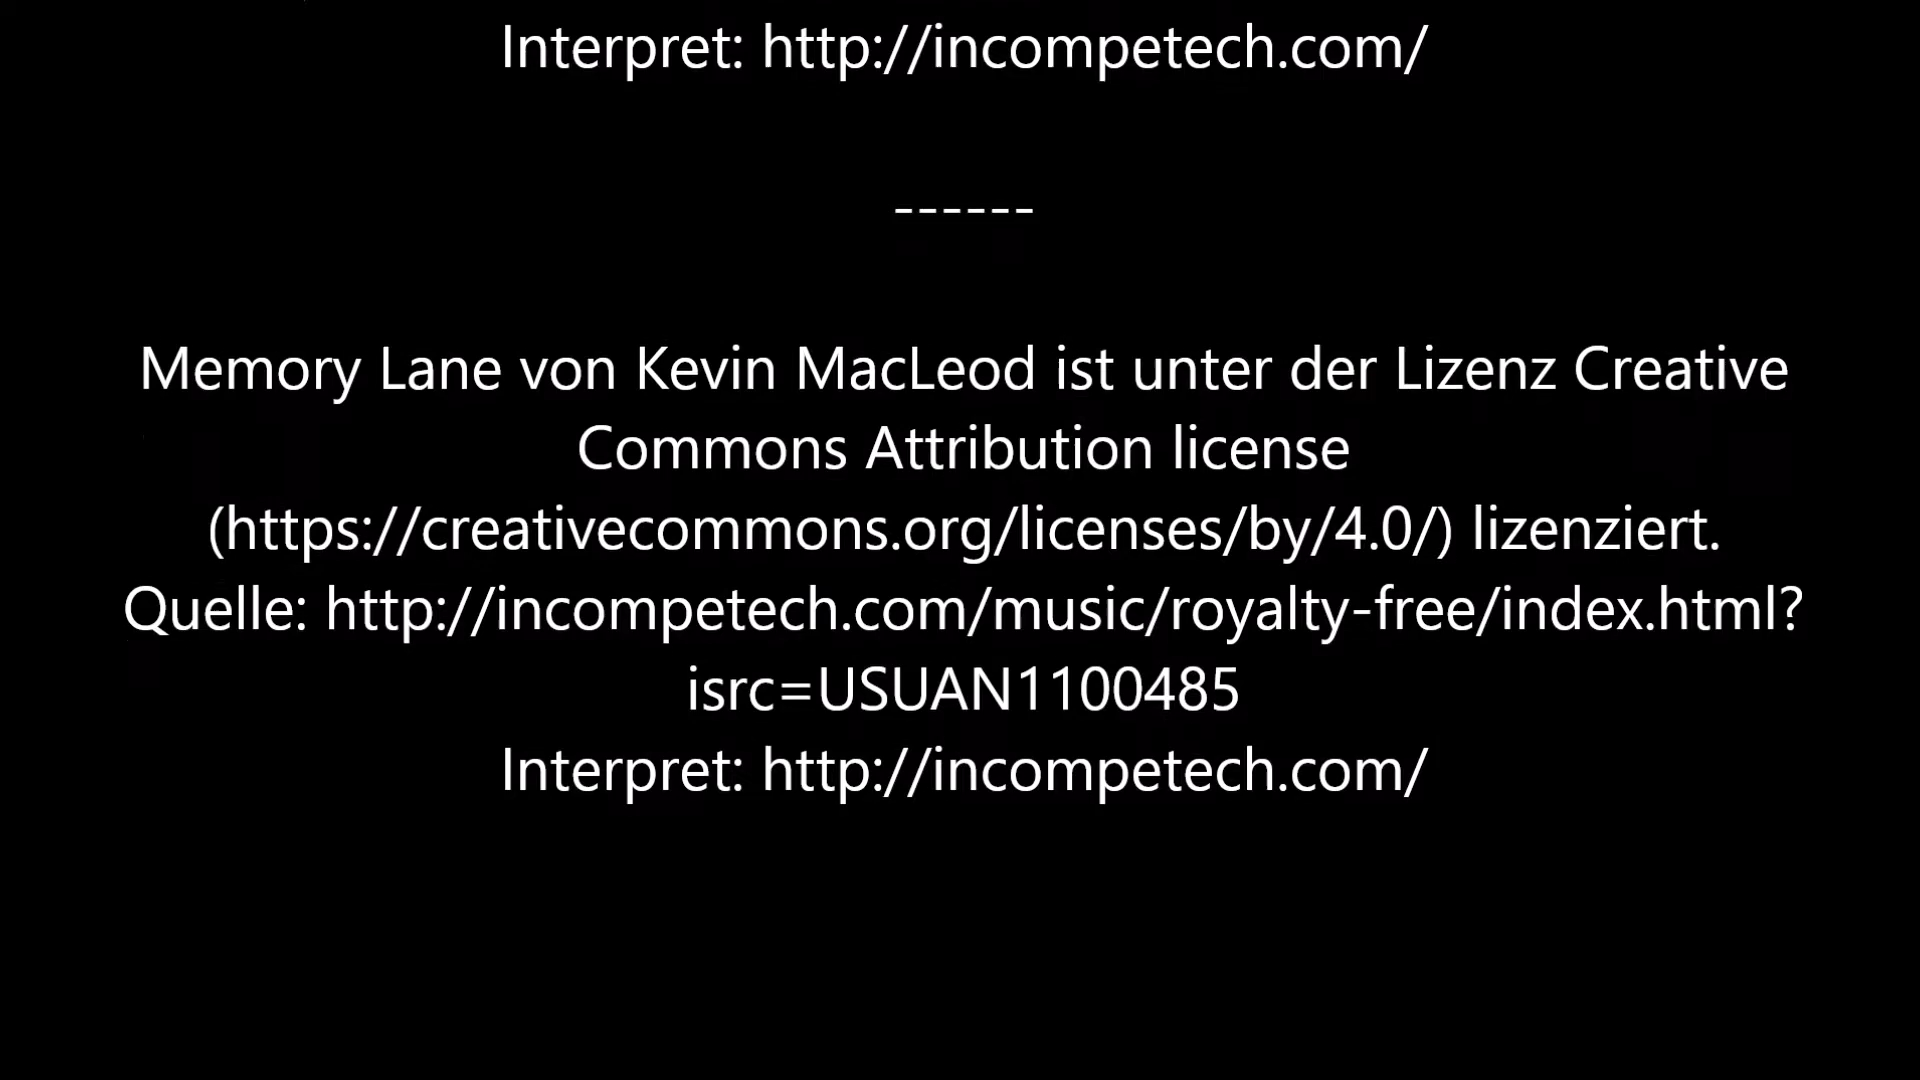 Interpret: http://incompetech.com/
------
Memory Lane von Kevin MacLeod ist unter der Lizenz Creative
Commons Attribution license
(https://creativecommons.org/licenses/by/4.0/) lizenziert.
Quelle: http://incompetech.com/music/royalty-free/index.html?
isrc=USUAN1100485
Interpret: http://incompetech.com/